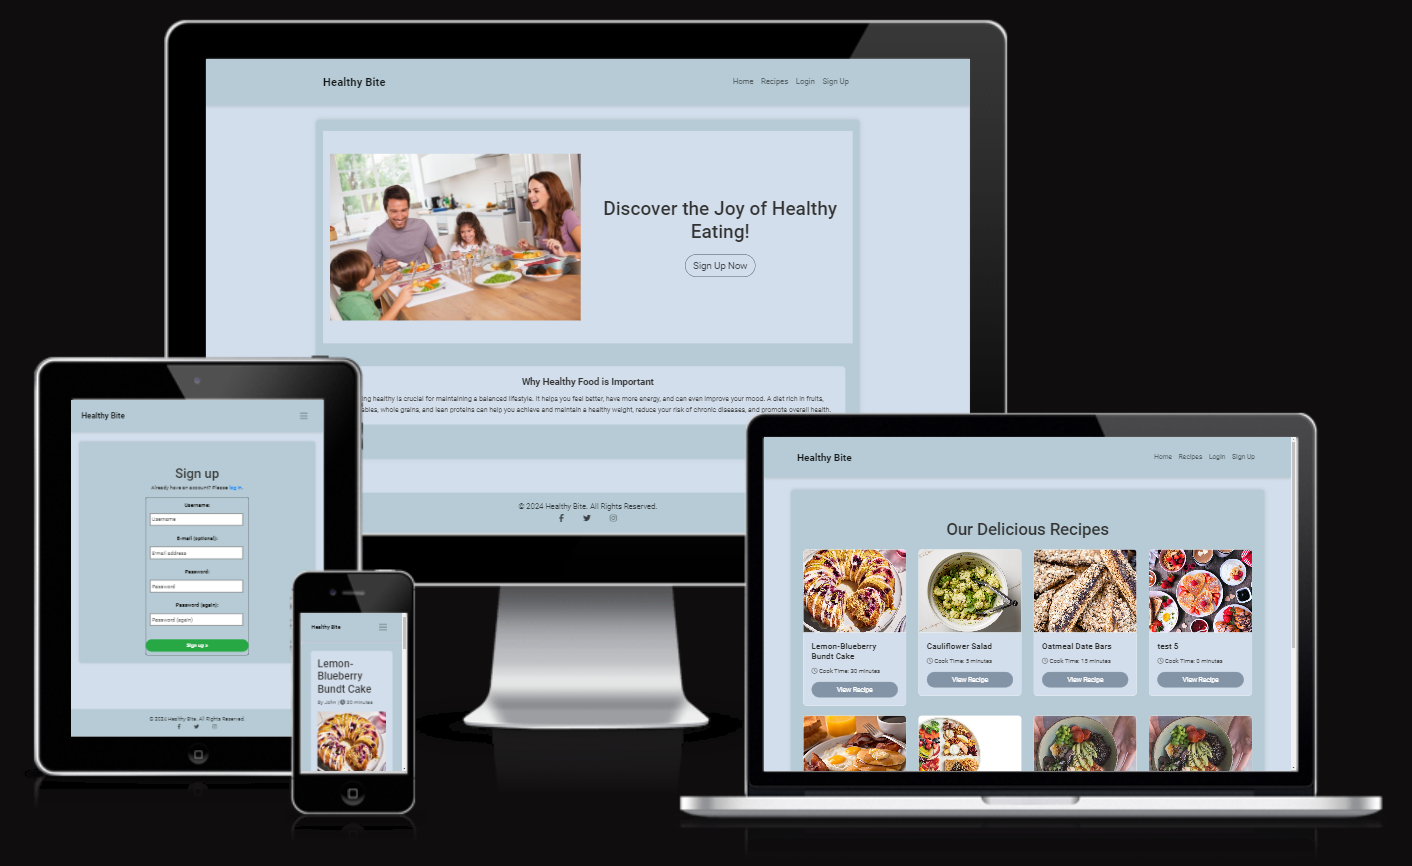 Healthy Bite
Home Recipes Login Sign Up
Discover the Joy of Healthy
Eating!
Sign Up Now
Why Healthy Food is Important
healthy is crucial for maintaining a balanced lifestyle. It helps you feel better, have more energy, and can even improve your mood. A diet rich in fruits,
whole grains, and lean proteins can help you achieve and maintain a healthy weight, reduce your risk of chronic diseases, and promote overall health.
© 2024 Healthy Bite. All Rights Reserved.
Healthy Bite
Sign up
Already have an account? Please log in.
Username:
Username
E-mail (optional):
E-mail address
Password:
Password
Password (again):
Password (again)
Sign up »
© 2024 Healthy Bite. All Rights Reserved.
Healthy Bite
Lemon-
Blueberry
Bundt Cake
By John | 30 minutes
Healthy Bite
Home Recipes Login Sign Up
Our Delicious Recipes
Lemon-Blueberry
Bundt Cake
Cook Time: 30 minutes
View Recipe
Cauliflower Salad
Cook Time: 5 minutes
View Recipe
Oatmeal Date Bars
Cook Time: 15 minutes
View Recipe
test 5
Cook Time: 0 minutes
View Recipe